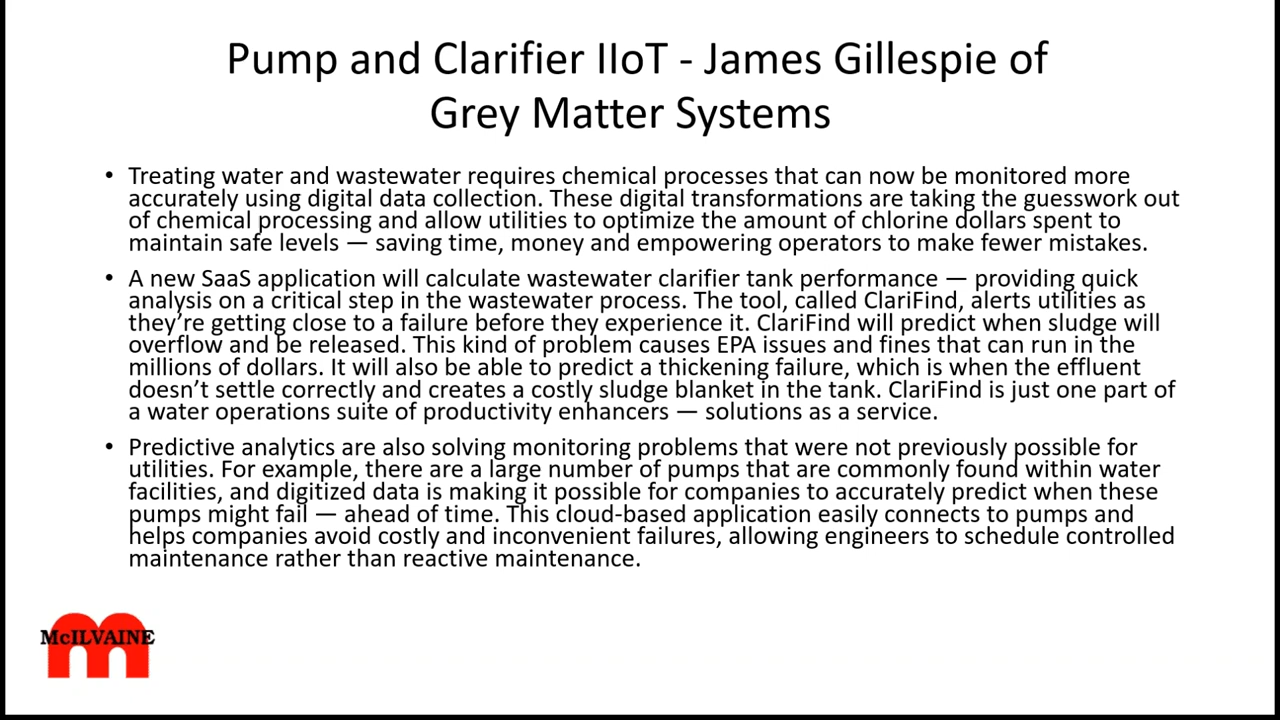 Pump and Clarifier IIoT - James Gillespie of
Grey Matter Systems
• Treating water and wastewater requires chemical processes that can now be monitored more
accurately using digital data collection. These digital transformations are taking the guesswork out
of chemical processing and allow utilities to optimize the amount of chlorine dollars spent to
maintain safe levels — saving time, money and empowering operators to make fewer mistakes.
• A new SaaS application will calculate wastewater clarifier tank performance — providing quick
analysis on a critical step in the wastewater process. The tool, called ClariFind, alerts utilities as
they’re getting close to a failure before they experience it. ClariFind will predict when sludge will
overflow and be released. This kind of problem causes EPA issues and fines that can run in the
millions of dollars. It will also be able to predict a thickening failure, which is when the effluent
doesn’t settle correctly and creates a costly sludge blanket in the tank. ClariFind is just one part of
a water operations suite of productivity enhancers — solutions as a service.
• Predictive analytics are also solving monitoring problems that were not previously possible for
utilities. For example, there are a large number of pumps that are commonly found within water
facilities, and digitized data is making it possible for companies to accurately predict when these
pumps might fail — ahead of time. This cloud-based application easily connects to pumps and
helps companies avoid costly and inconvenient failures, allowing engineers to schedule controlled
maintenance rather than reactive maintenance.
McILVAINE